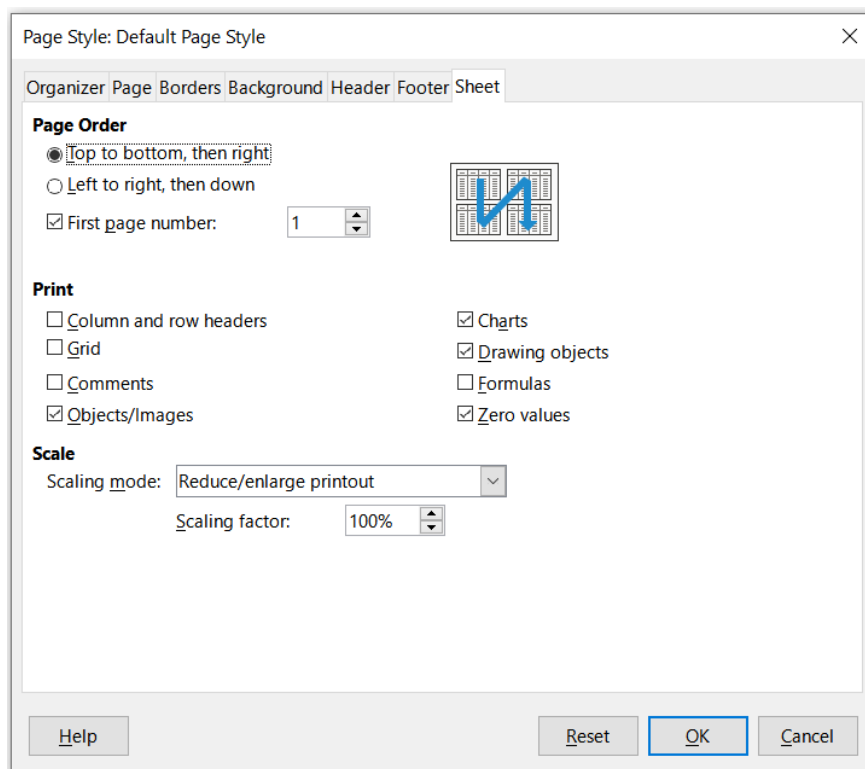 Page Style: Default Page Style
Organizer Page Borders Background Header Footer Sheet
Page Order
Top to bottom, then right
Left to right, then down
First page number: 1
Print
Column and row headers
Charts
Grid
Drawing objects
Comments
Formulas
Objects/Images
Zero values
Scale
Scaling mode: Reduce/enlarge printout
Scaling factor: 100%
Help Reset OK Cancel